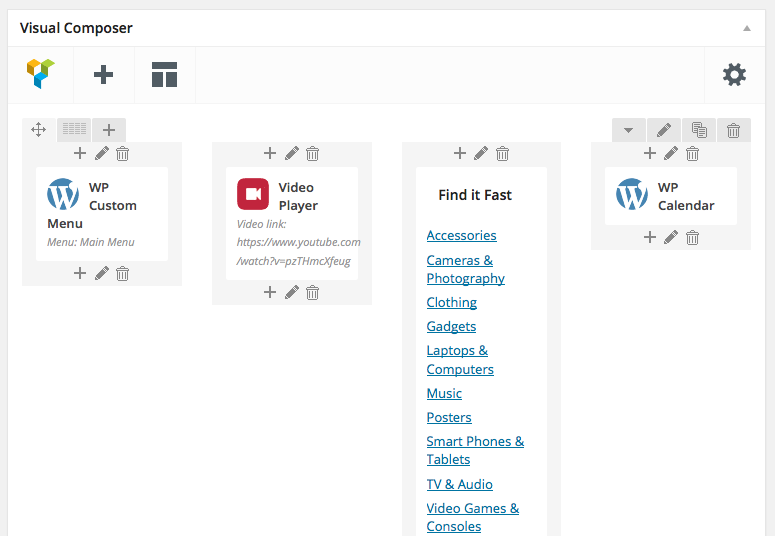 Visual Composer
WP
Custom
Menu
Menu: Main Menu
Video
Player
Video link:
https://www.youtube.com
/watch?v=pzTHmcXfeug
Find it Fast
Accessories
Cameras &
Photography
Clothing
Gadgets
Laptops &
Computers
Music
Posters
Smart Phones &
Tablets
TV & Audio
Video Games &
Consoles
WP
Calendar